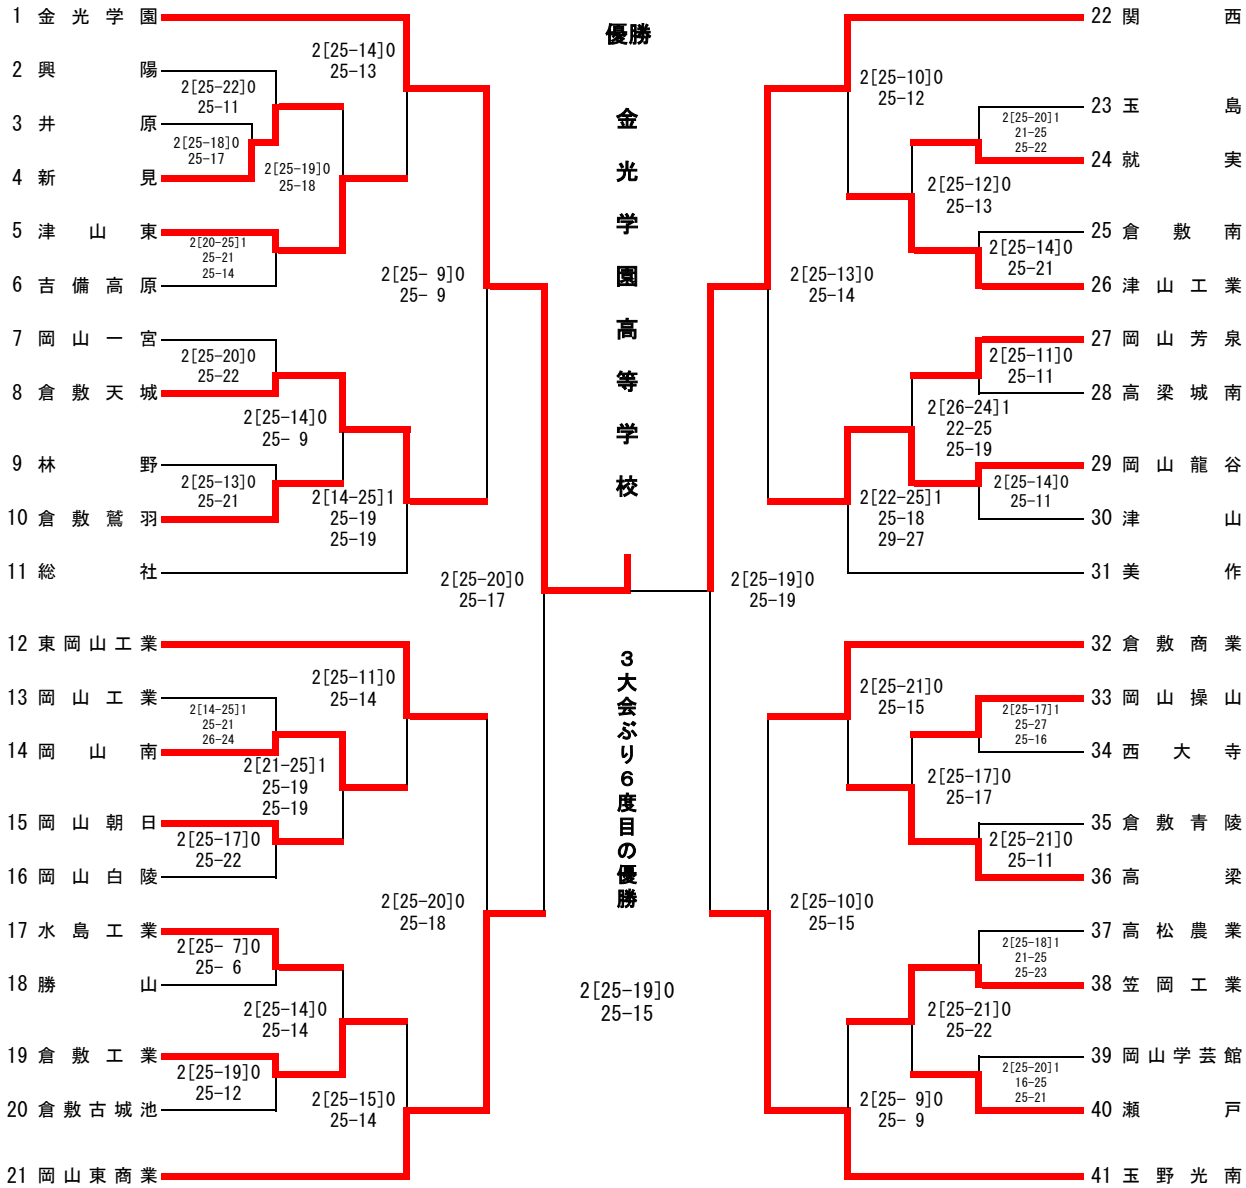 1 金光学園
2 興陽
3 井原
4 新見
5 津山東
6 吉備高原
7 岡山一宮
8 倉敷天城
9 林野
10 倉敷鷲羽
11 総社
12 東岡山工業
13 岡山工業
14 岡山南
15 岡山朝日
16 岡山白陵
17 水島工業
18 勝山
19 倉敷工業
20 倉敷古城池
21 岡山東商業
2[25-22]0
25-11
2[25-18]0
25-17
2[20-25]1
25-21
25-14
2[25-20]0
25-22
2[25-13]0
25-21
2[14-25]1
25-21
26-24
2[25-17]0
25-22
2[25- 7]0
25- 6
2[25-19]0
25-12
2[25-19]0
25-18
2[25-14]0
25- 9
2[21-25]1
25-19
25-19
2[25-14]0
25-14
2[25-14]0
25-13
2[14-25]1
25-19
25-19
2[25-11]0
25-14
2[25-15]0
25-14
2[25- 9]0
25- 9
2[25-20]0
25-18
2[25-20]0
25-17
優勝
金光学園高等学校
3大会ぶり6度目の優勝
2[25-19]0
25-15
2[25-19]0
25-19
2[25-13]0
25-14
2[25-10]0
25-15
2[25-10]0
25-12
2[22-25]1
25-18
29-27
2[25-21]0
25-15
2[25- 9]0
25- 9
2[25-12]0
25-13
2[26-24]1
22-25
25-19
2[25-17]0
25-17
2[25-21]0
25-22
2[25-20]1
21-25
25-22
2[25-14]0
25-21
2[25-11]0
25-11
2[25-14]0
25-11
2[25-17]1
25-27
25-16
2[25-21]0
25-11
2[25-18]1
21-25
25-23
2[25-20]1
16-25
25-21
22 関西
23 玉島
24 就実
25 倉敷南
26 津山工業
27 岡山芳泉
28 高梁城南
29 岡山龍谷
30 津山
31 美作
32 倉敷商業
33 岡山操山
34 西大寺
35 倉敷青陵
36 高梁
37 高松農業
38 笠岡工業
39 岡山学芸館
40 瀬戸
41 玉野光南